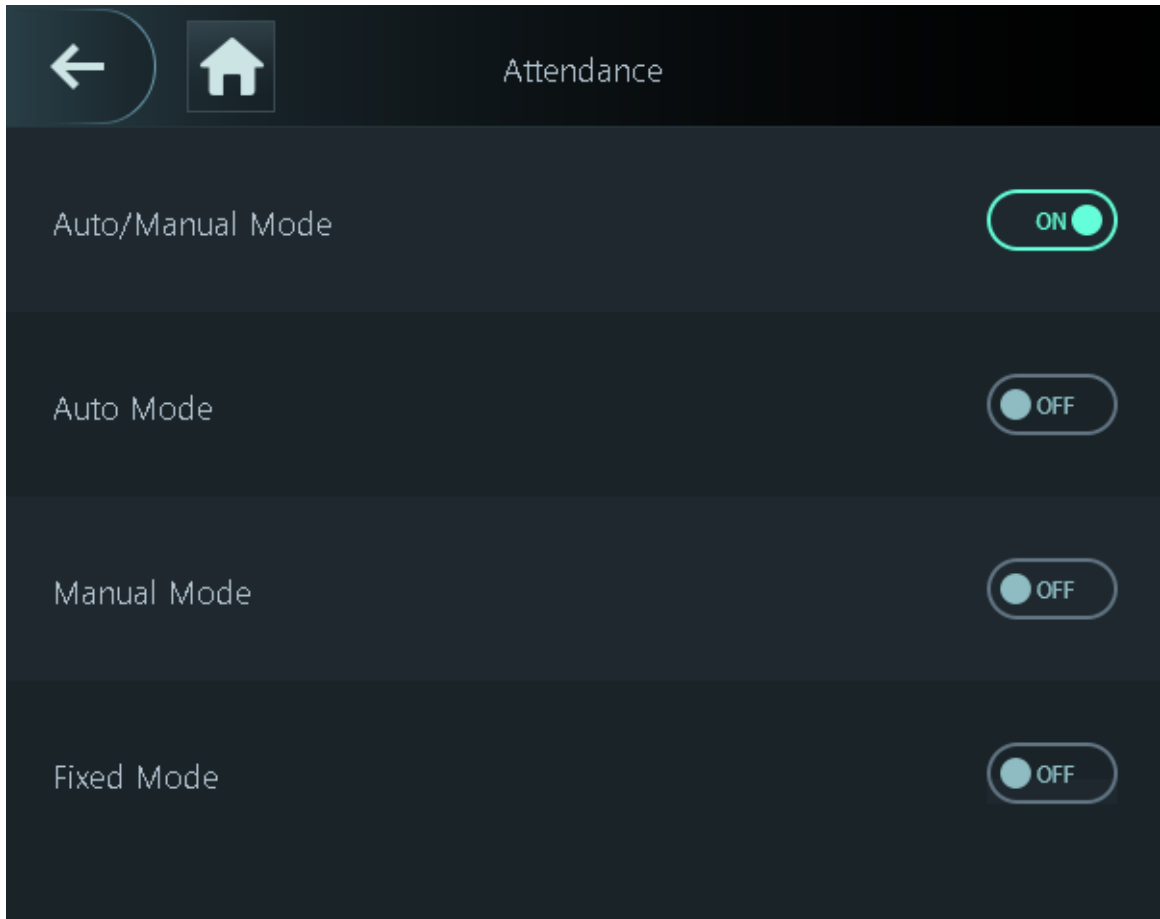 Attendance
Auto/Manual Mode ON
Auto Mode OFF
Manual Mode OFF
Fixed Mode OFF